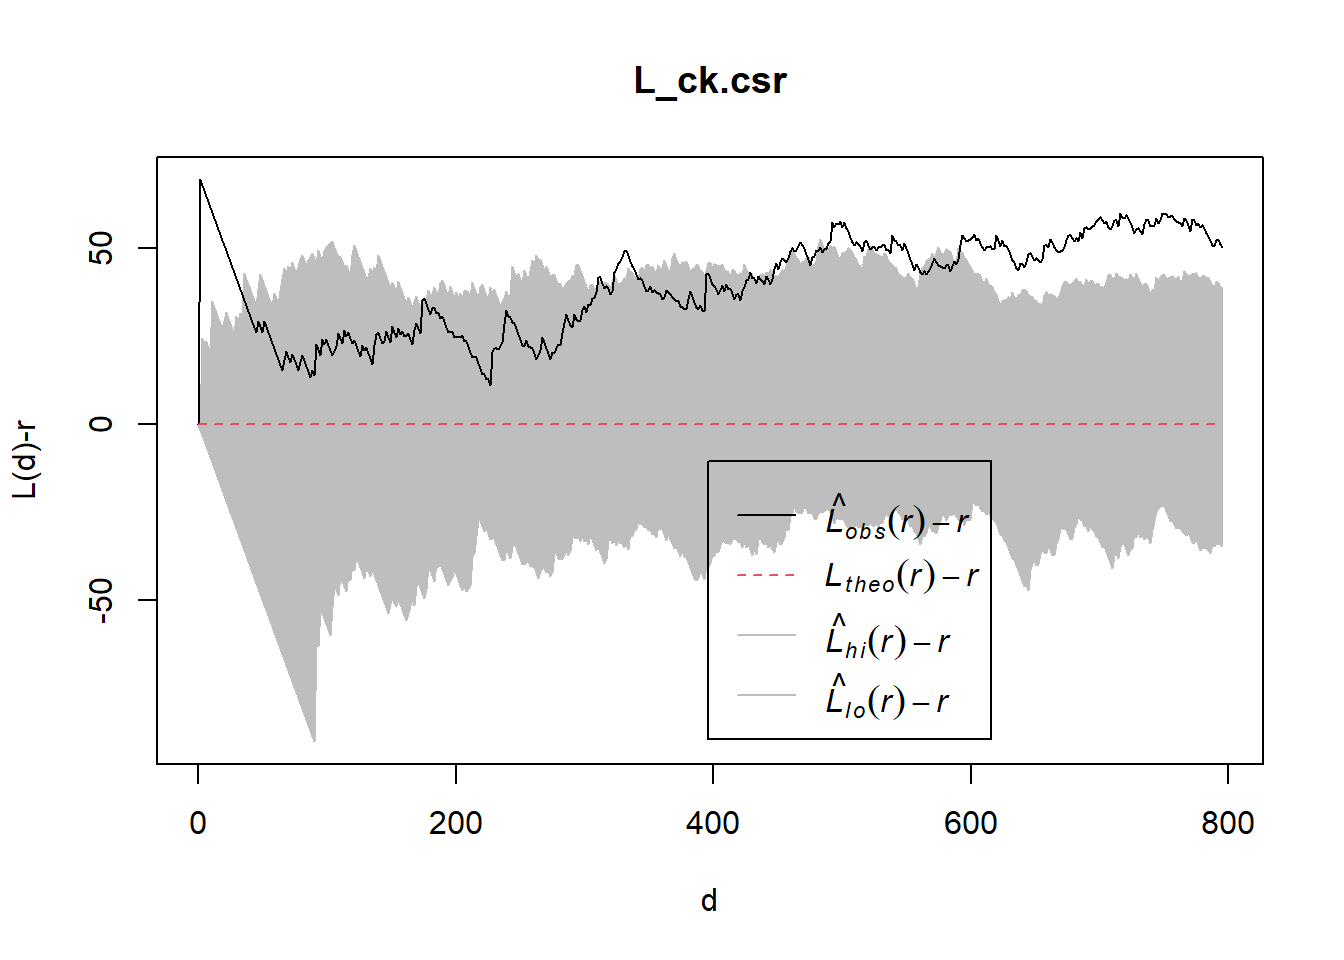 L_ck.csr
L(d)-r
50
0
-50
L̂obs(r) − r
Ltheo(r) − r
L̂hi(r) − r
L̂lo(r) − r
0 200 400 600 800
d